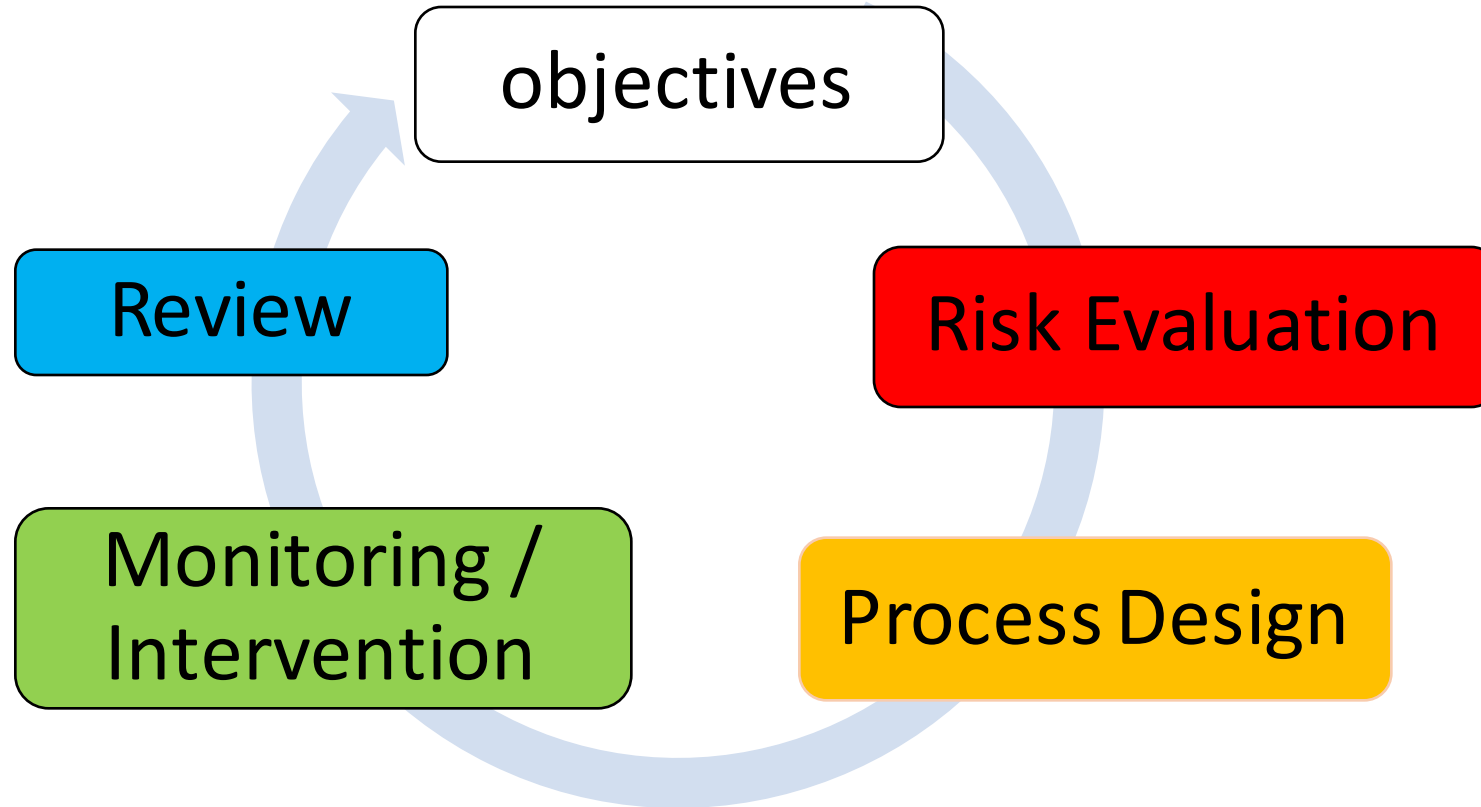 objectives
Risk Evaluation
Process Design
Monitoring /
Intervention
Review